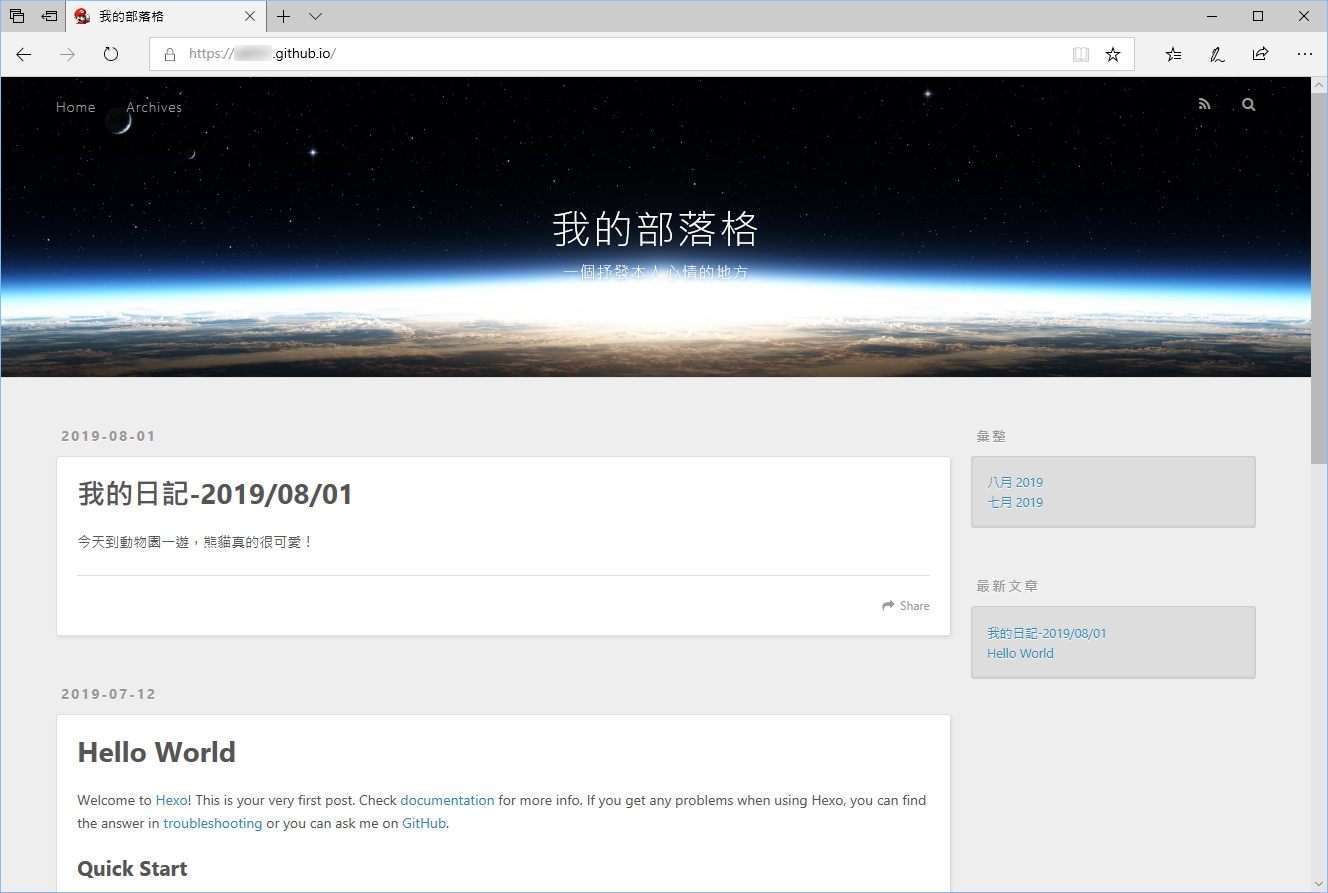 我的部落格
https:// .github.io/
Home Archives
我的部落格
一個抒發本人心情的地方
2019-08-01
我的日記-2019/08/01
今天到動物園一遊，熊貓真的很可愛！
Share
2019-07-12
Hello World
Welcome to Hexo! This is your very first post. Check documentation for more info. If you get any problems when using Hexo, you can find
the answer in troubleshooting or you can ask me on GitHub.
Quick Start
彙整
八月 2019
七月 2019
最新文章
我的日記-2019/08/01
Hello World